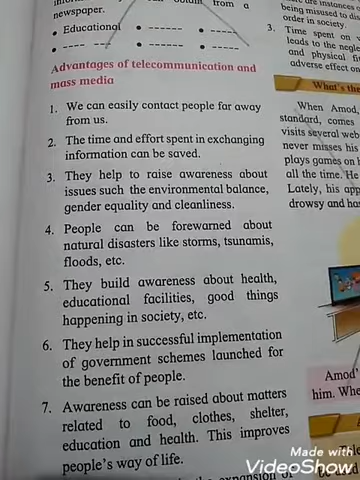 from a
newspaper.
• Educational • ------ • -----
• ---- --- • ------ • -----
Advantages of telecommunication and
mass media
1. We can easily contact people far away
from us.
2. The time and effort spent in exchanging
information can be saved.
3. They help to raise awareness about
issues such the environmental balance,
gender equality and cleanliness.
4. People can be forewarned about
natural disasters like storms, tsunamis,
floods, etc.
5. They build awareness about health,
educational facilities, good things
happening in society, etc.
6. They help in successful implementation
of government schemes launched for
the benefit of people.
7. Awareness can be raised about matters
related to food, clothes, shelter,
education and health. This improves
people's way of life.
expansion of
instances o
being misused to dis
order in society.
3. Time spent on
leads to the neglec
and physical fi
adverse effect on
What's the
When Amod,
standard, comes
visits several web
never misses his
plays games on h
all the time. He
Lately, his app
drowsy and ha
Amod'
him. Whe
Made with
VideoShow